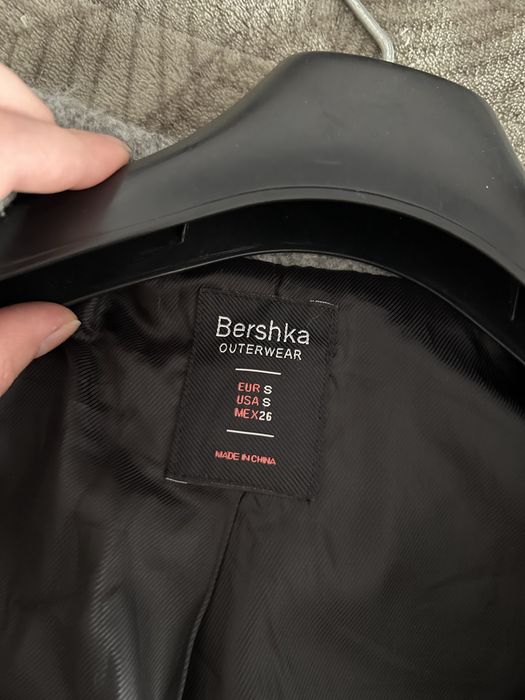 Bershka
OUTERWEAR
EUR S
USA S
MEX 26
MADE IN CHINA